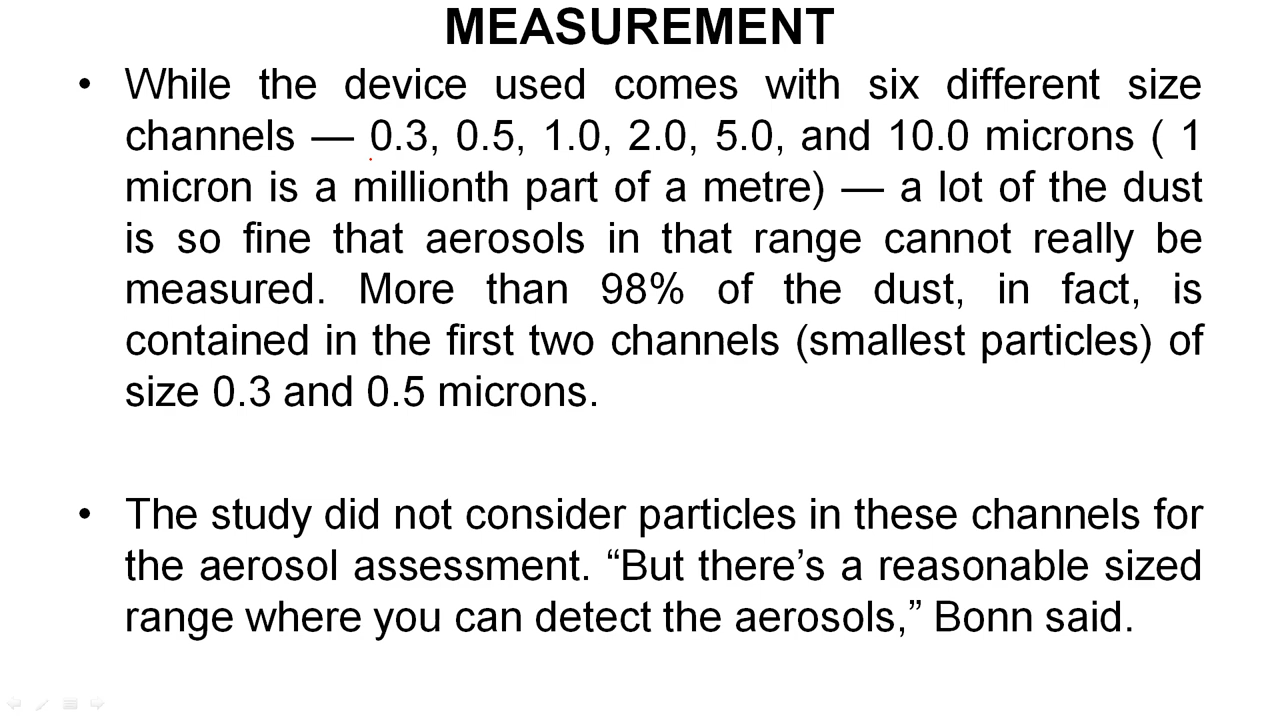 MEASUREMENT
• While the device used comes with six different size
channels — 0.3, 0.5, 1.0, 2.0, 5.0, and 10.0 microns ( 1
micron is a millionth part of a metre) — a lot of the dust
is so fine that aerosols in that range cannot really be
measured. More than 98% of the dust, in fact, is
contained in the first two channels (smallest particles) of
size 0.3 and 0.5 microns.
• The study did not consider particles in these channels for
the aerosol assessment. “But there’s a reasonable sized
range where you can detect the aerosols,” Bonn said.